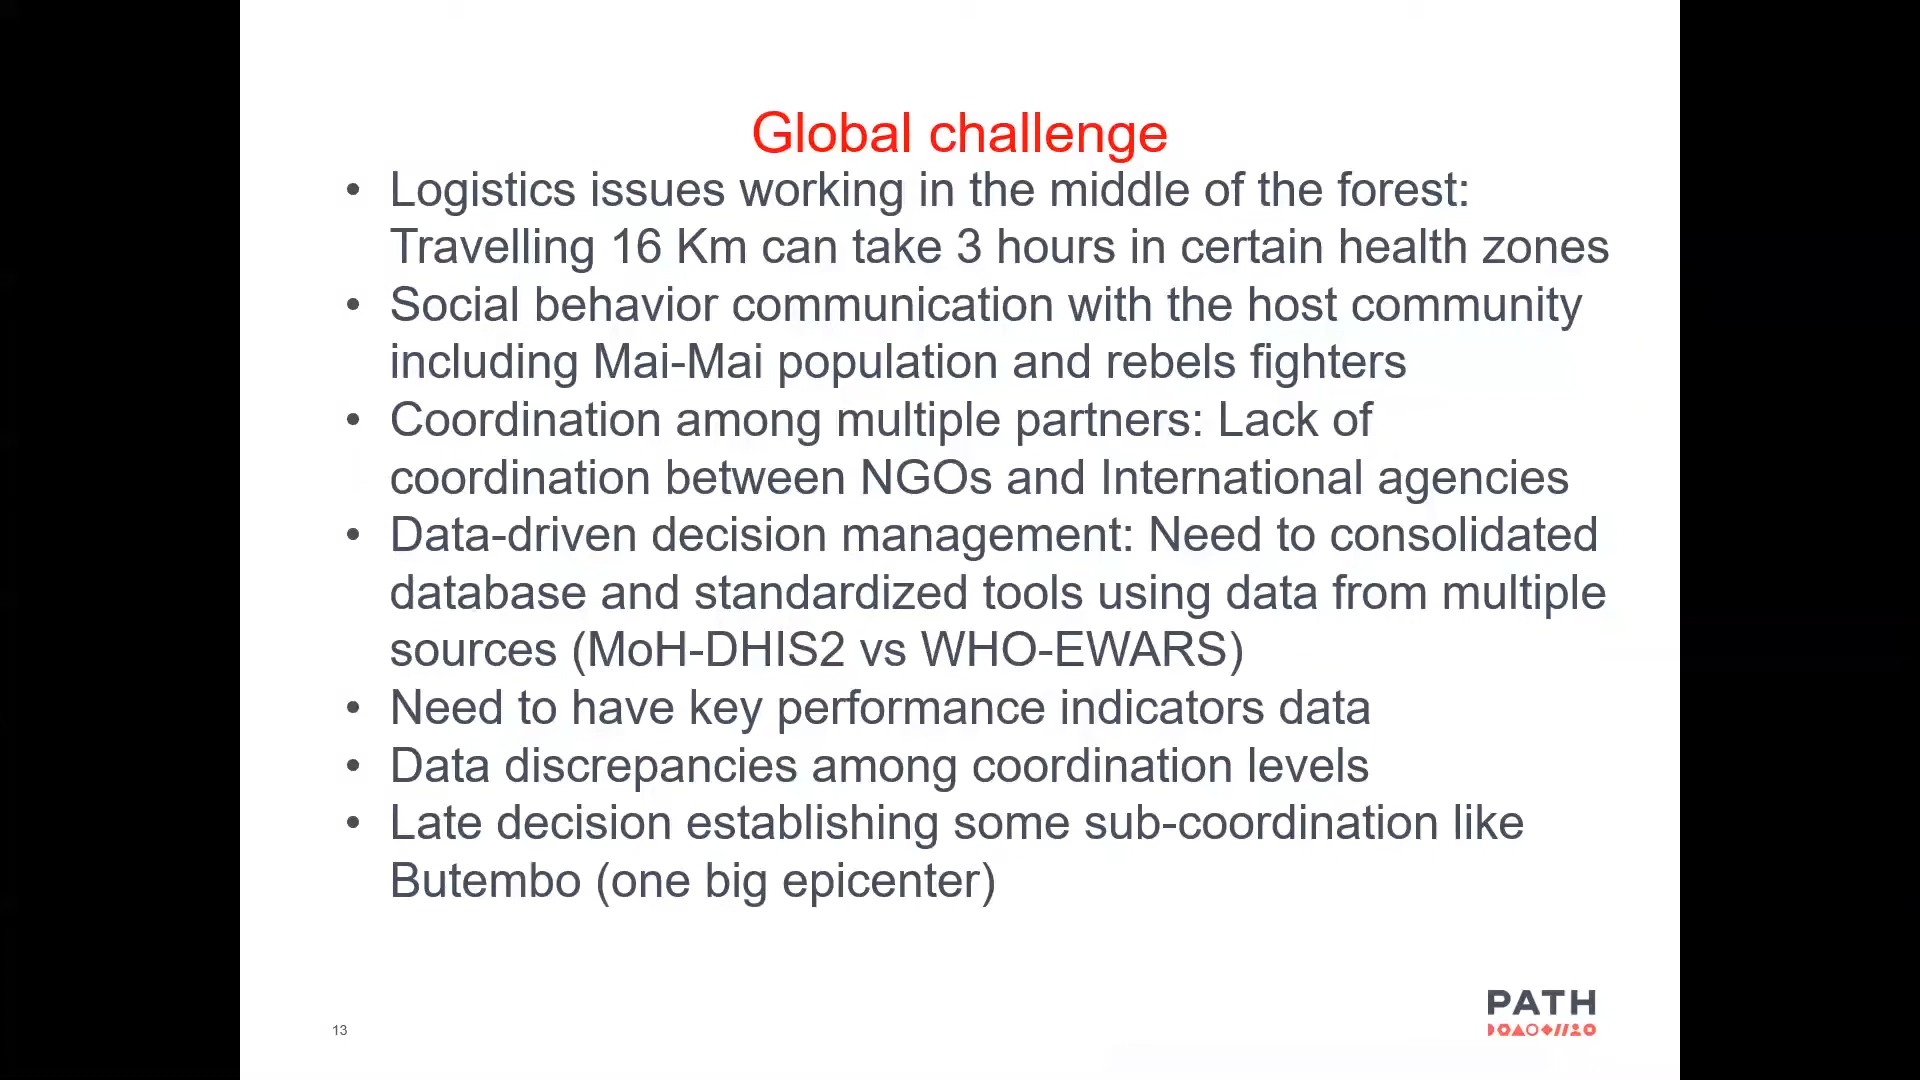 Global challenge
• Logistics issues working in the middle of the forest:
Travelling 16 Km can take 3 hours in certain health zones
• Social behavior communication with the host community
including Mai-Mai population and rebels fighters
• Coordination among multiple partners: Lack of
coordination between NGOs and International agencies
• Data-driven decision management: Need to consolidated
database and standardized tools using data from multiple
sources (MoH-DHIS2 vs WHO-EWARS)
• Need to have key performance indicators data
• Data discrepancies among coordination levels
• Late decision establishing some sub-coordination like
Butembo (one big epicenter)
PATH
13